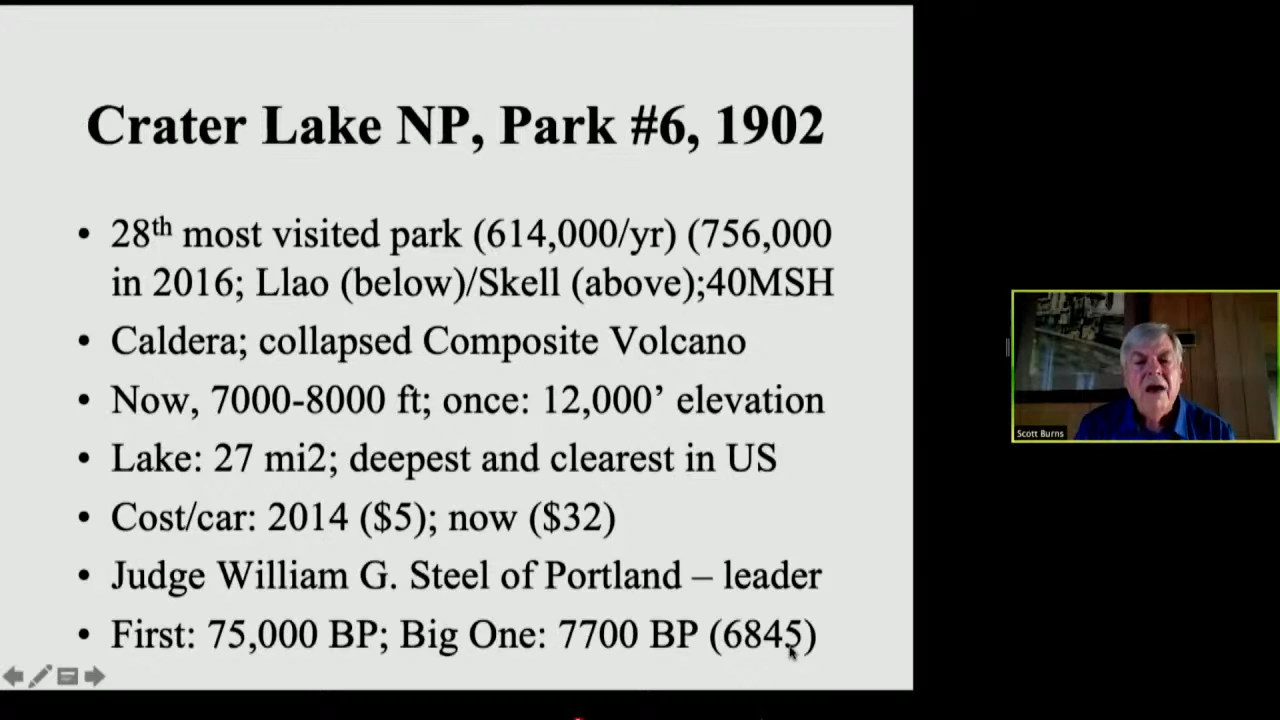 Crater Lake NP, Park #6, 1902
• 28th most visited park (614,000/yr) (756,000
in 2016; Llao (below)/Skell (above);40MSH
• Caldera; collapsed Composite Volcano
• Now, 7000-8000 ft; once: 12,000’ elevation
• Lake: 27 mi2; deepest and clearest in US
• Cost/car: 2014 ($5); now ($32)
• Judge William G. Steel of Portland – leader
• First: 75,000 BP; Big One: 7700 BP (6845)
Scott Burns